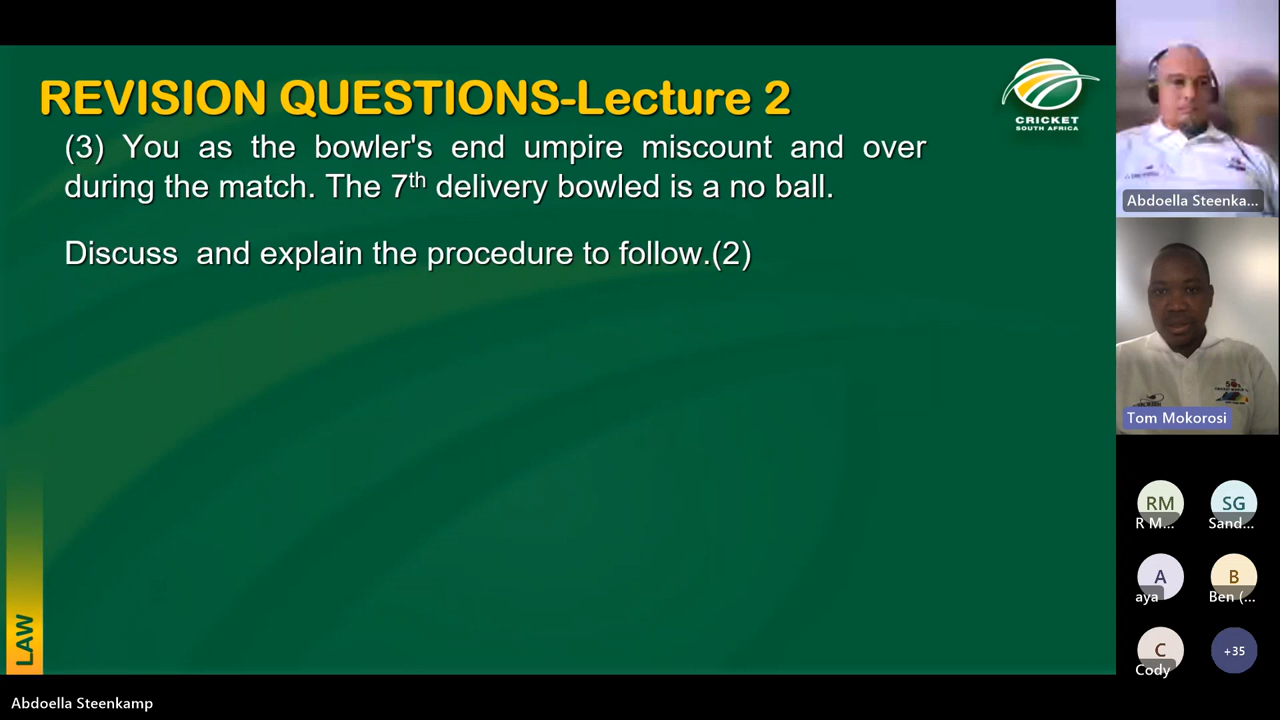 REVISION QUESTIONS-Lecture 2
CRICKET
SOUTH AFRICA
(3) You as the bowler's end umpire miscount and over
during the match. The 7th delivery bowled is a no ball.
Discuss and explain the procedure to follow.(2)
LAW
Abdoella Steenka...
Tom Mokorosi
RM
R M...
SG
Sand...
A
aya
B
Ben (...
C
Cody
+35
Abdoella Steenkamp